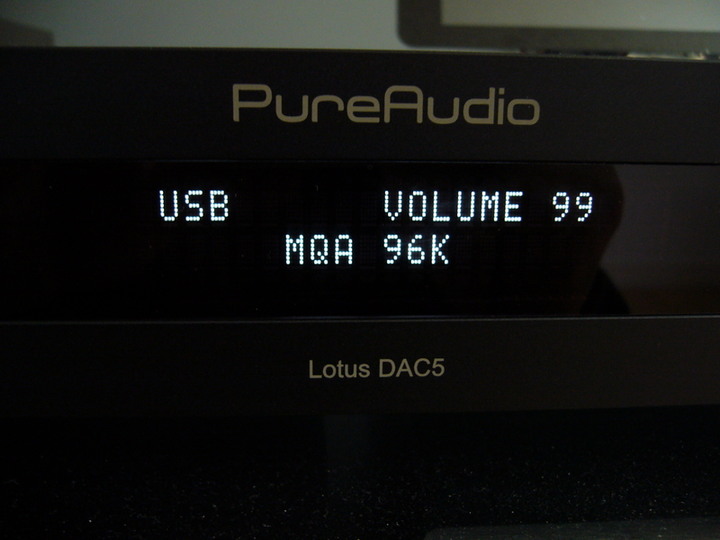 PureAudio
USB VOLUME 99
MQA 96K
Lotus DAC5